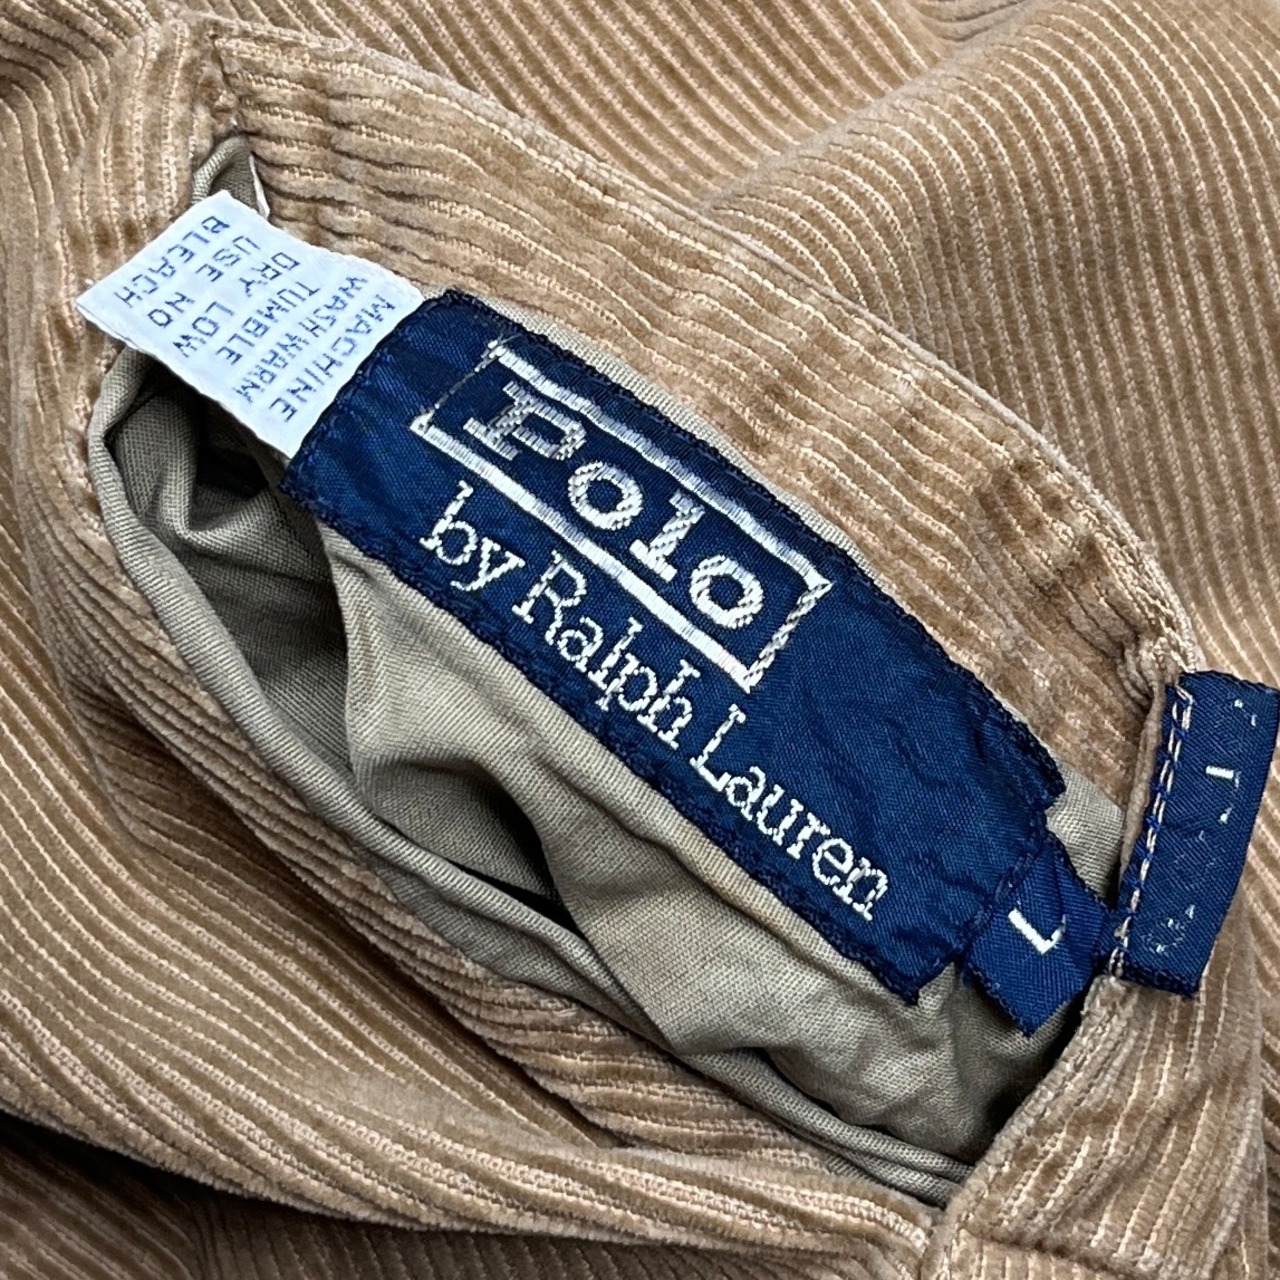 MACHINE
WASH WARM
TUMBLE
DRY LOW
USE NO
BLEACH
Polo
by Ralph Lauren
L